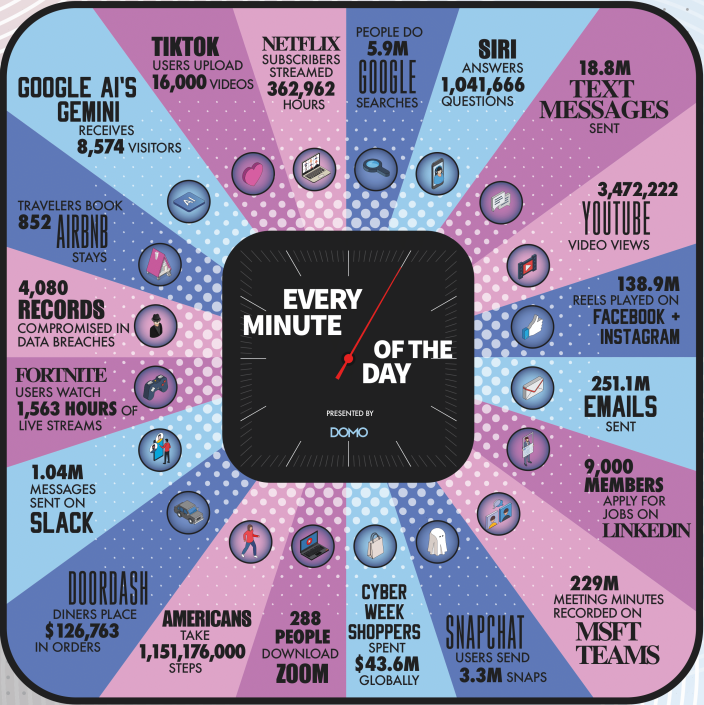 TIKTOK
USERS UPLOAD
16,000 VIDEOS
NETFLIX
SUBSCRIBERS
STREAMED
362,962
HOURS
PEOPLE DO
5.9M
GOOGLE
SEARCHES
SIRI
ANSWERS
1,041,666
QUESTIONS
18.8M
TEXT
MESSAGES
SENT
3,472,222
YOUTUBE
VIDEO VIEWS
138.9M
REELS PLAYED ON
FACEBOOK +
INSTAGRAM
251.1M
EMAILS
SENT
9,000
MEMBERS
APPLY FOR
JOBS ON
LINKEDIN
229M
MEETING MINUTES
RECORDED ON
MSFT
TEAMS
SNAPCHAT
USERS SEND
3.3M SNAPS
CYBER
WEEK
SHOPPERS
SPENT
$43.6M
GLOBALLY
288
PEOPLE
DOWNLOAD
ZOOM
AMERICANS
TAKE
1,151,176,000
STEPS
DOORDASH
DINERS PLACE
$126,763
IN ORDERS
1.04M
MESSAGES
SENT ON
SLACK
FORTNITE
USERS WATCH
1,563 HOURS OF
LIVE STREAMS
4,080
RECORDS
COMPROMISED IN
DATA BREACHES
TRAVELERS BOOK
852 AIRBNB
STAYS
GOOGLE AI'S
GEMINI
RECEIVES
8,574 VISITORS
AI
EVERY
MINUTE
OF THE
DAY
PRESENTED BY
DOMO